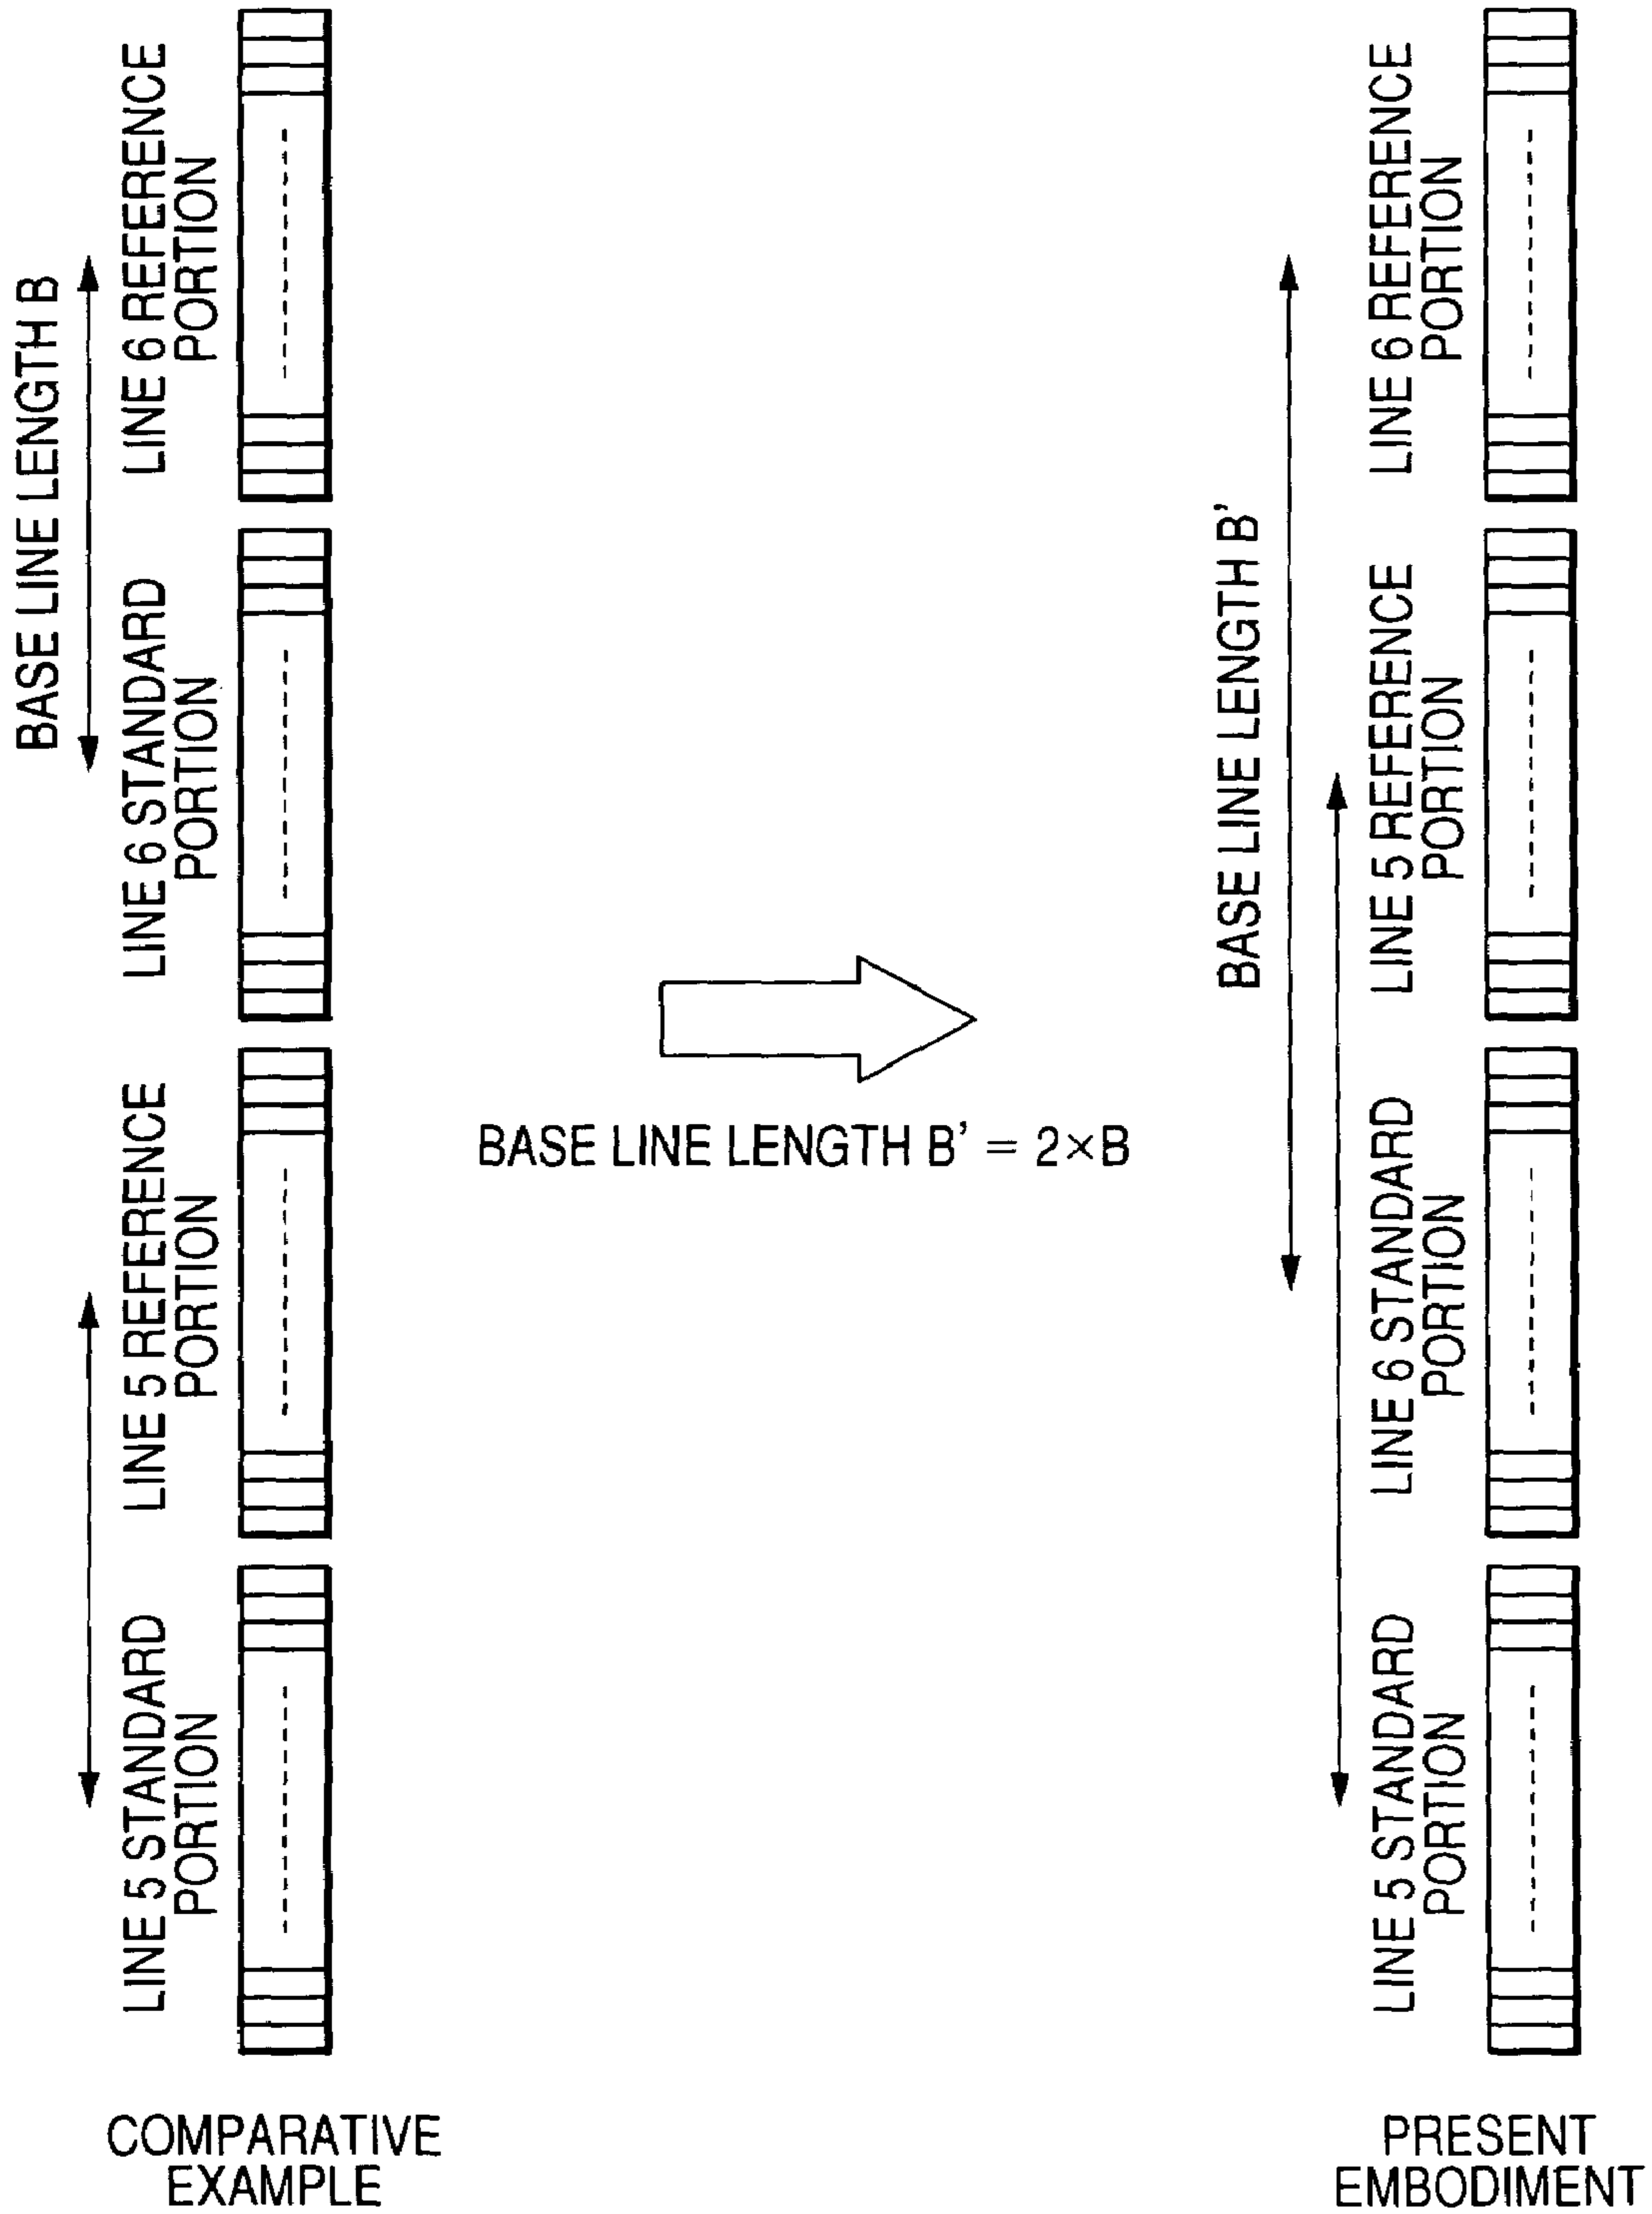 BASE LINE LENGTH B
LINE 6 REFERENCE
PORTION
LINE 6 STANDARD
PORTION
LINE 5 REFERENCE
PORTION
LINE 5 STANDARD
PORTION
COMPARATIVE
EXAMPLE
BASE LINE LENGTH B' = 2×B
BASE LINE LENGTH B'
LINE 6 REFERENCE
PORTION
LINE 5 REFERENCE
PORTION
LINE 6 STANDARD
PORTION
LINE 5 STANDARD
PORTION
PRESENT
EMBODIMENT